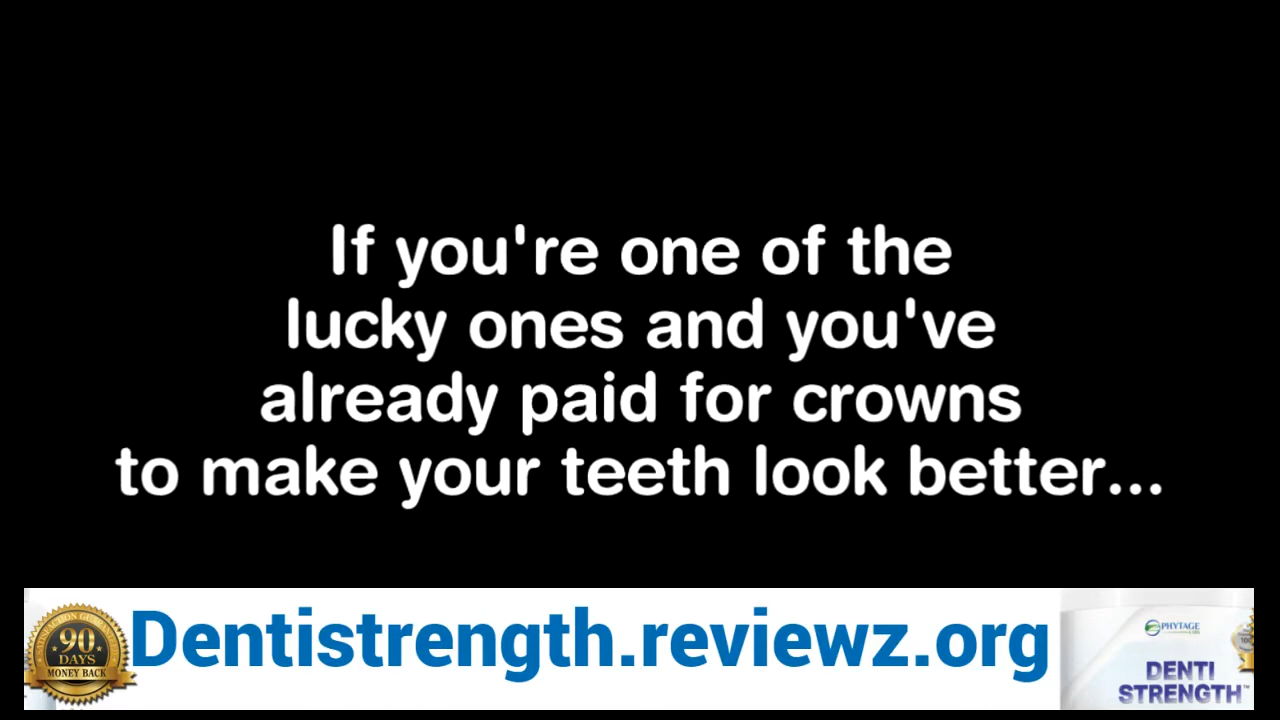 If you're one of the
lucky ones and you've
already paid for crowns
to make your teeth look better...
90
DAYS
MONEY BACK
Dentistrength.reviewz.org
PHYTAGE
DENTI
STRENGTH™